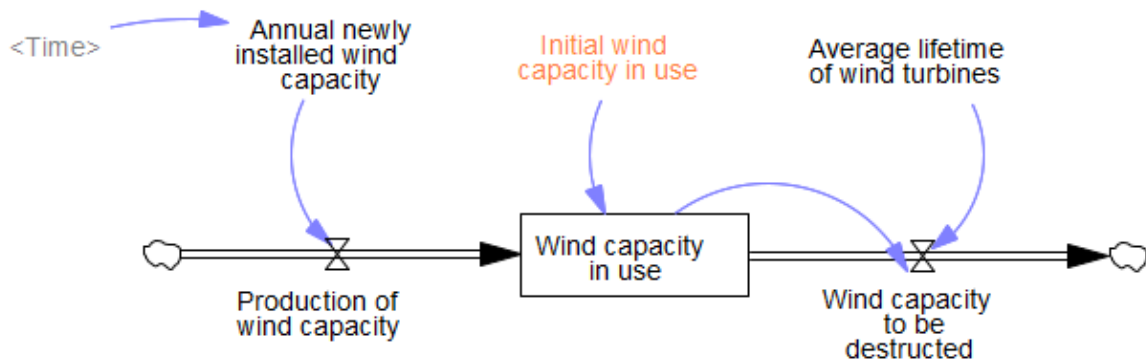 <Time>
Annual newly
installed wind
capacity
Initial wind
capacity in use
Average lifetime
of wind turbines
Wind capacity
in use
Production of
wind capacity
Wind capacity
to be
destructed